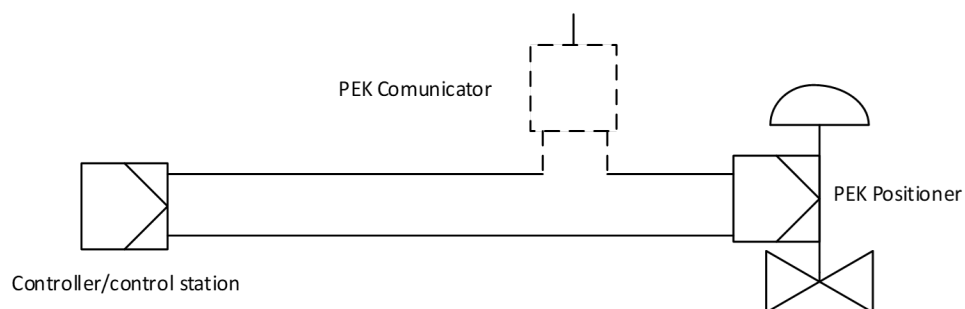 PEK Comunicator
PEK Positioner
Controller/control station